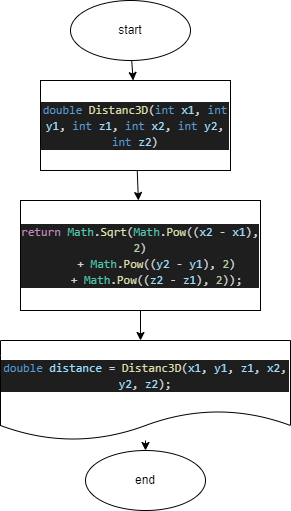 start
double Distanc3D(int x1, int
y1, int z1, int x2, int y2,
int z2)
return Math.Sqrt(Math.Pow((x2 - x1),
2)
+ Math.Pow((y2 - y1), 2)
+ Math.Pow((z2 - z1), 2));
double distance = Distanc3D(x1, y1, z1, x2,
y2, z2);
end